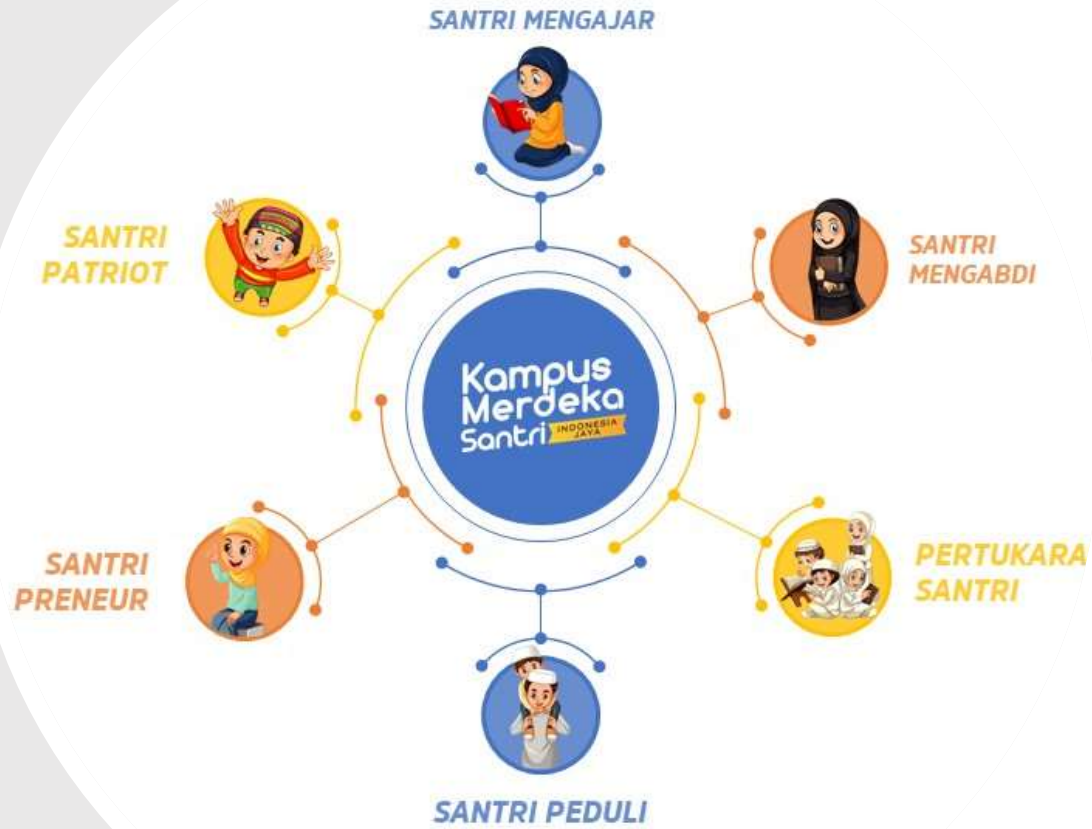 SANTRI MENGAJAR
SANTRI
PATRIOT
SANTRI
MENGABDI
Kampus
Merdeka
Santri INDONESIA
JAYA
SANTRI
PRENEUR
PERTUKARA
SANTRI
SANTRI PEDULI